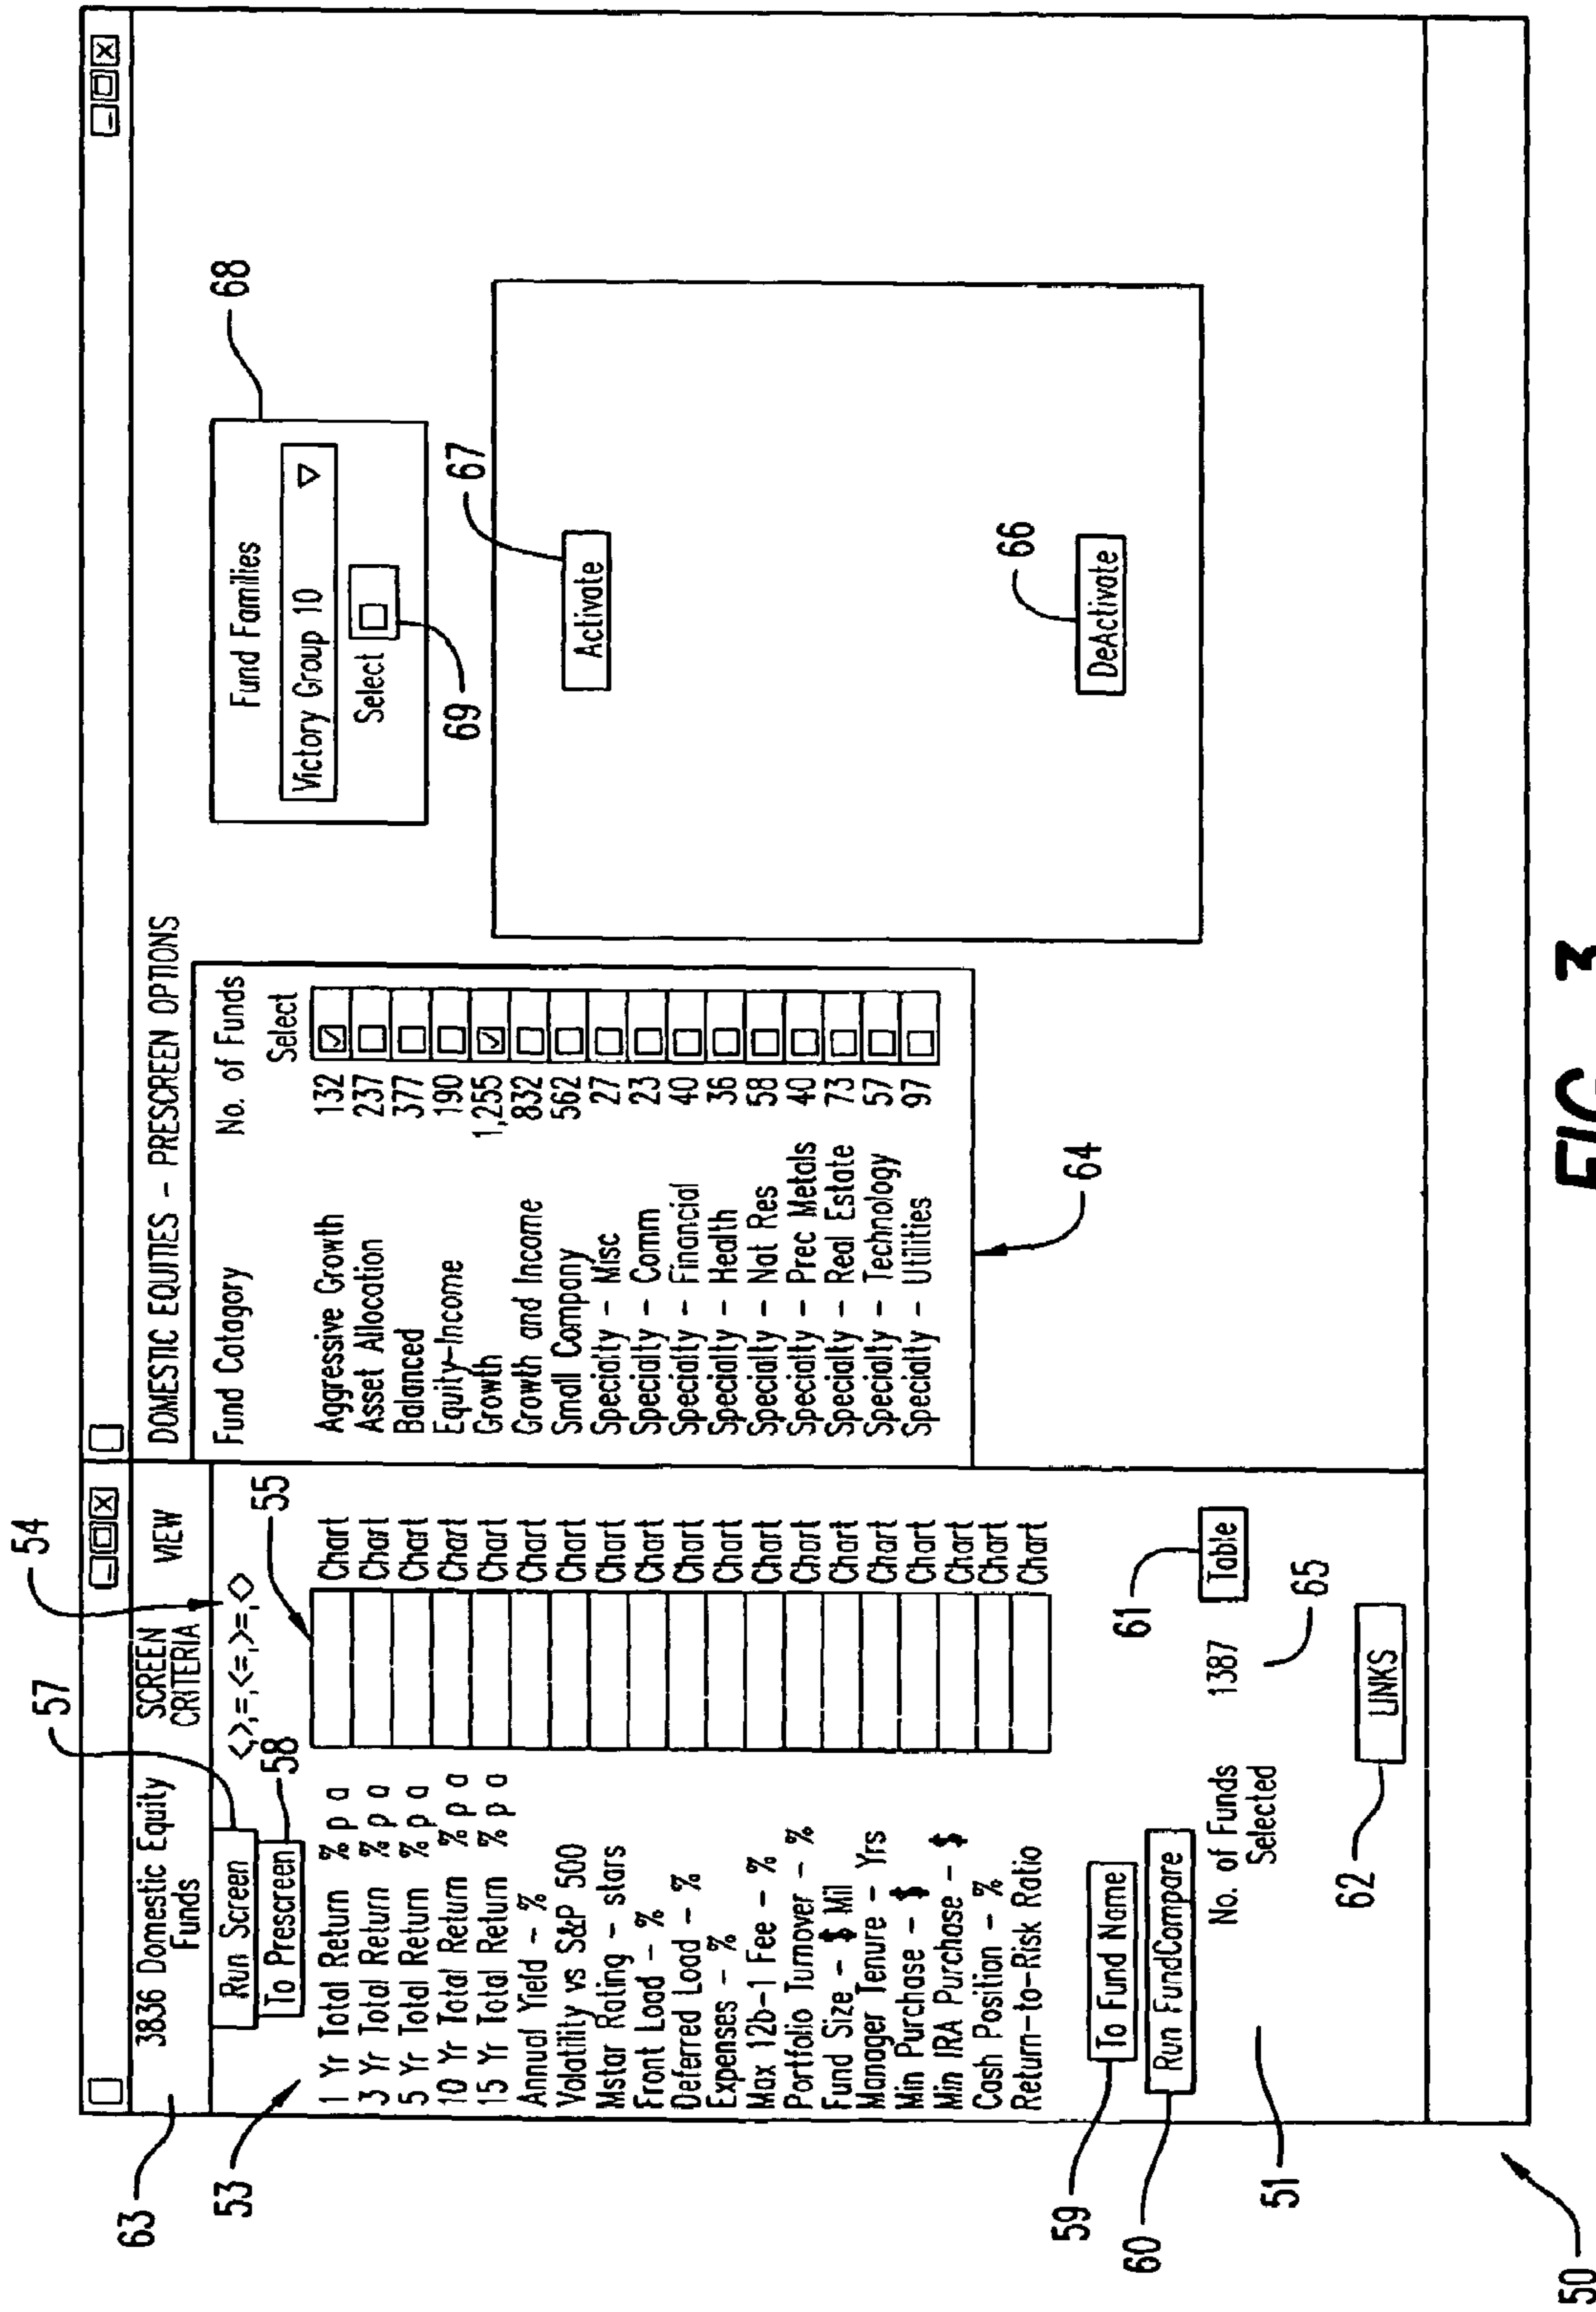 54
57
63
3836 Domestic Equity
Funds
SCREEN
CRITERIA
VIEW
Run Screen
To Prescreen
58
<,>,=,<=,>=,<>
53
55
1 Yr Total Return % p a Chart
3 Yr Total Return % p a Chart
5 Yr Total Return % p a Chart
10 Yr Total Return % p a Chart
15 Yr Total Return % p a Chart
Annual Yield - % Chart
Volatility vs S&P 500 Chart
Mstar Rating - stars Chart
Front Load - % Chart
Deferred Load - % Chart
Expenses - % Chart
Max 12b-1 Fee - % Chart
Portfolio Turnover - % Chart
Fund Size - $ Mil Chart
Manager Tenure - Yrs Chart
Min Purchase - $ Chart
Min IRA Purchase - $ Chart
Cash Position - % Chart
Return-to-Risk Ratio Chart
59
To Fund Name
60
Run FundCompare
61
Table
No. of Funds
Selected
1387
65
51
62
LINKS
50
DOMESTIC EQUITIES - PRESCREEN OPTIONS
Fund Catagory No. of Funds
Select
Aggressive Growth 132
Asset Allocation 237
Balanced 377
Equity-Income 190
Growth 1,255
Growth and Income 832
Small Company 562
Specialty - Misc 27
Specialty - Comm 23
Specialty - Financial 40
Specialty - Health 36
Specialty - Nat Res 58
Specialty - Prec Metals 40
Specialty - Real Estate 73
Specialty - Technology 57
Specialty - Utilities 97
64
68
Fund Families
Victory Group 10
Select
69
67
Activate
66
DeActivate
FIG. 3